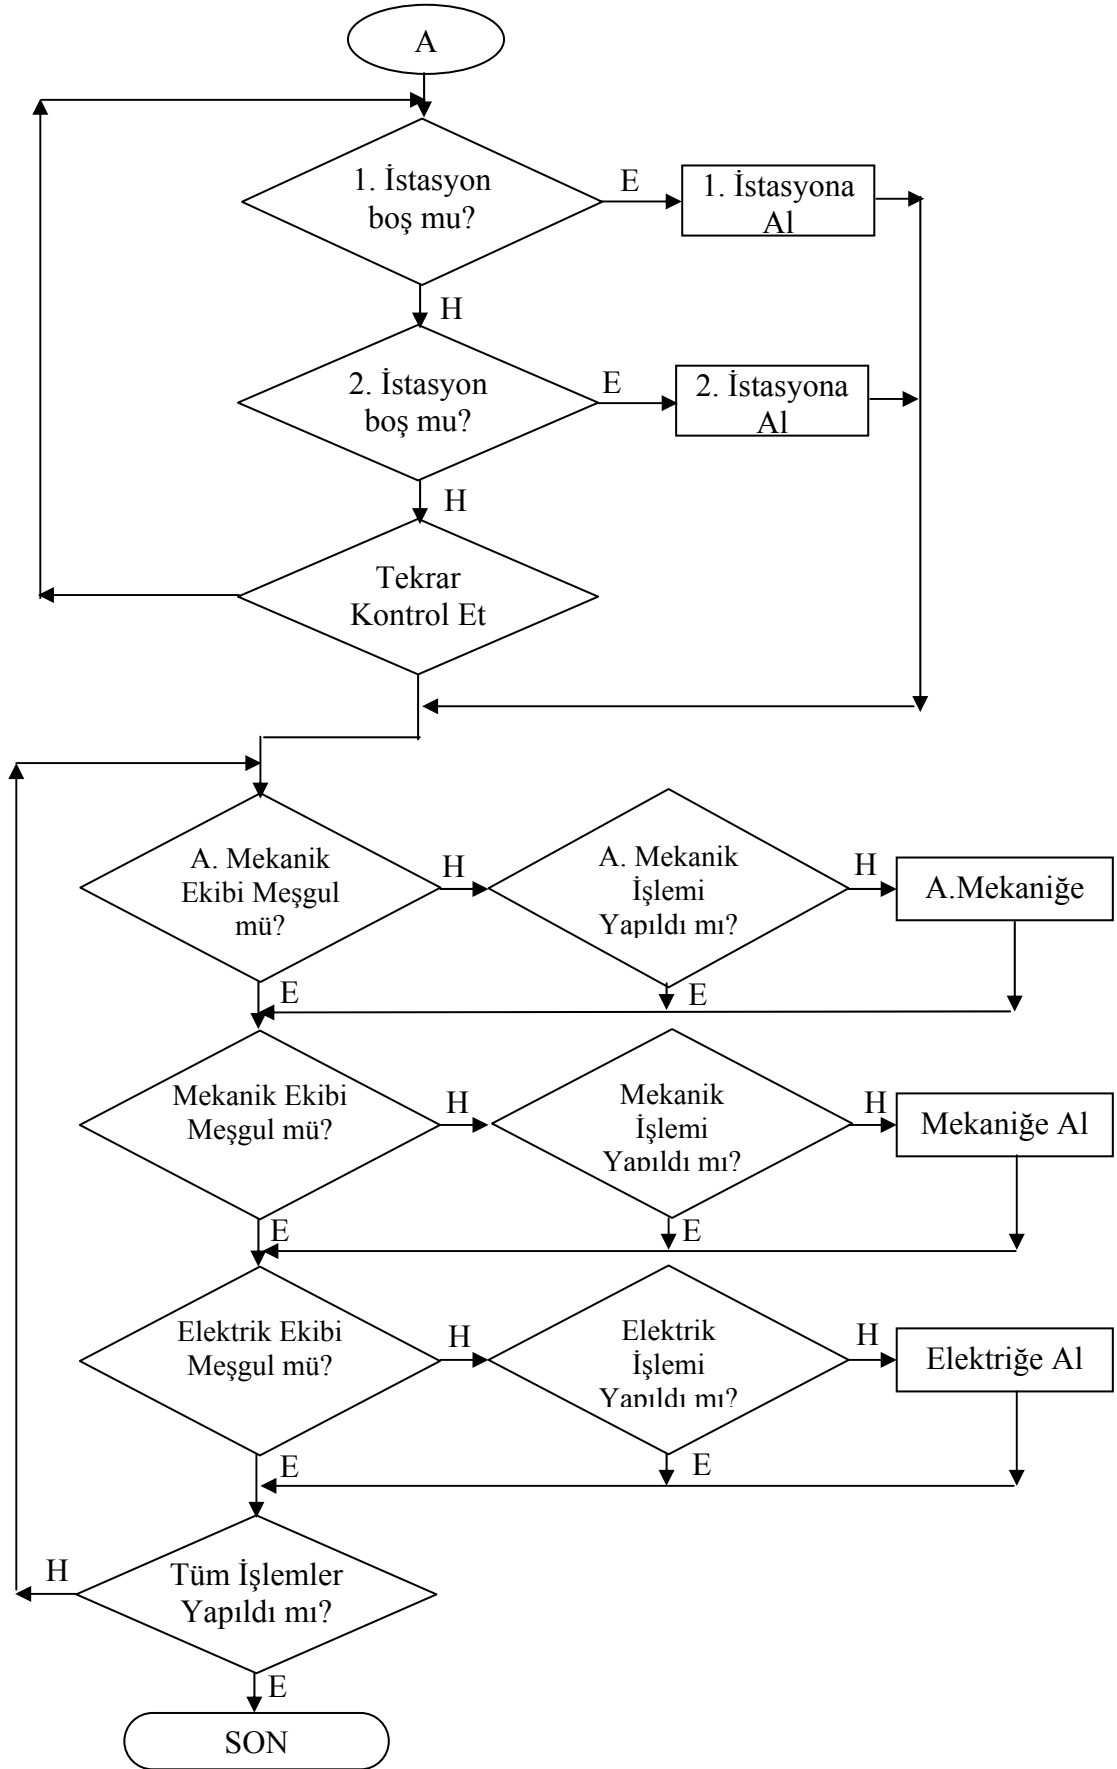 A
1. İstasyon
boş mu?
E
1. İstasyona
Al
H
2. İstasyon
boş mu?
E
2. İstasyona
Al
H
Tekrar
Kontrol Et
A. Mekanik
Ekibi Meşgul
mü?
H
A. Mekanik
İşlemi
Yapıldı mı?
H
A.Mekaniğe
E
E
Mekanik Ekibi
Meşgul mü?
H
Mekanik
İşlemi
Yapıldı mı?
H
Mekaniğe Al
E
E
Elektrik Ekibi
Meşgul mü?
H
Elektrik
İşlemi
Yapıldı mı?
H
Elektriğe Al
E
E
H
Tüm İşlemler
Yapıldı mı?
E
SON